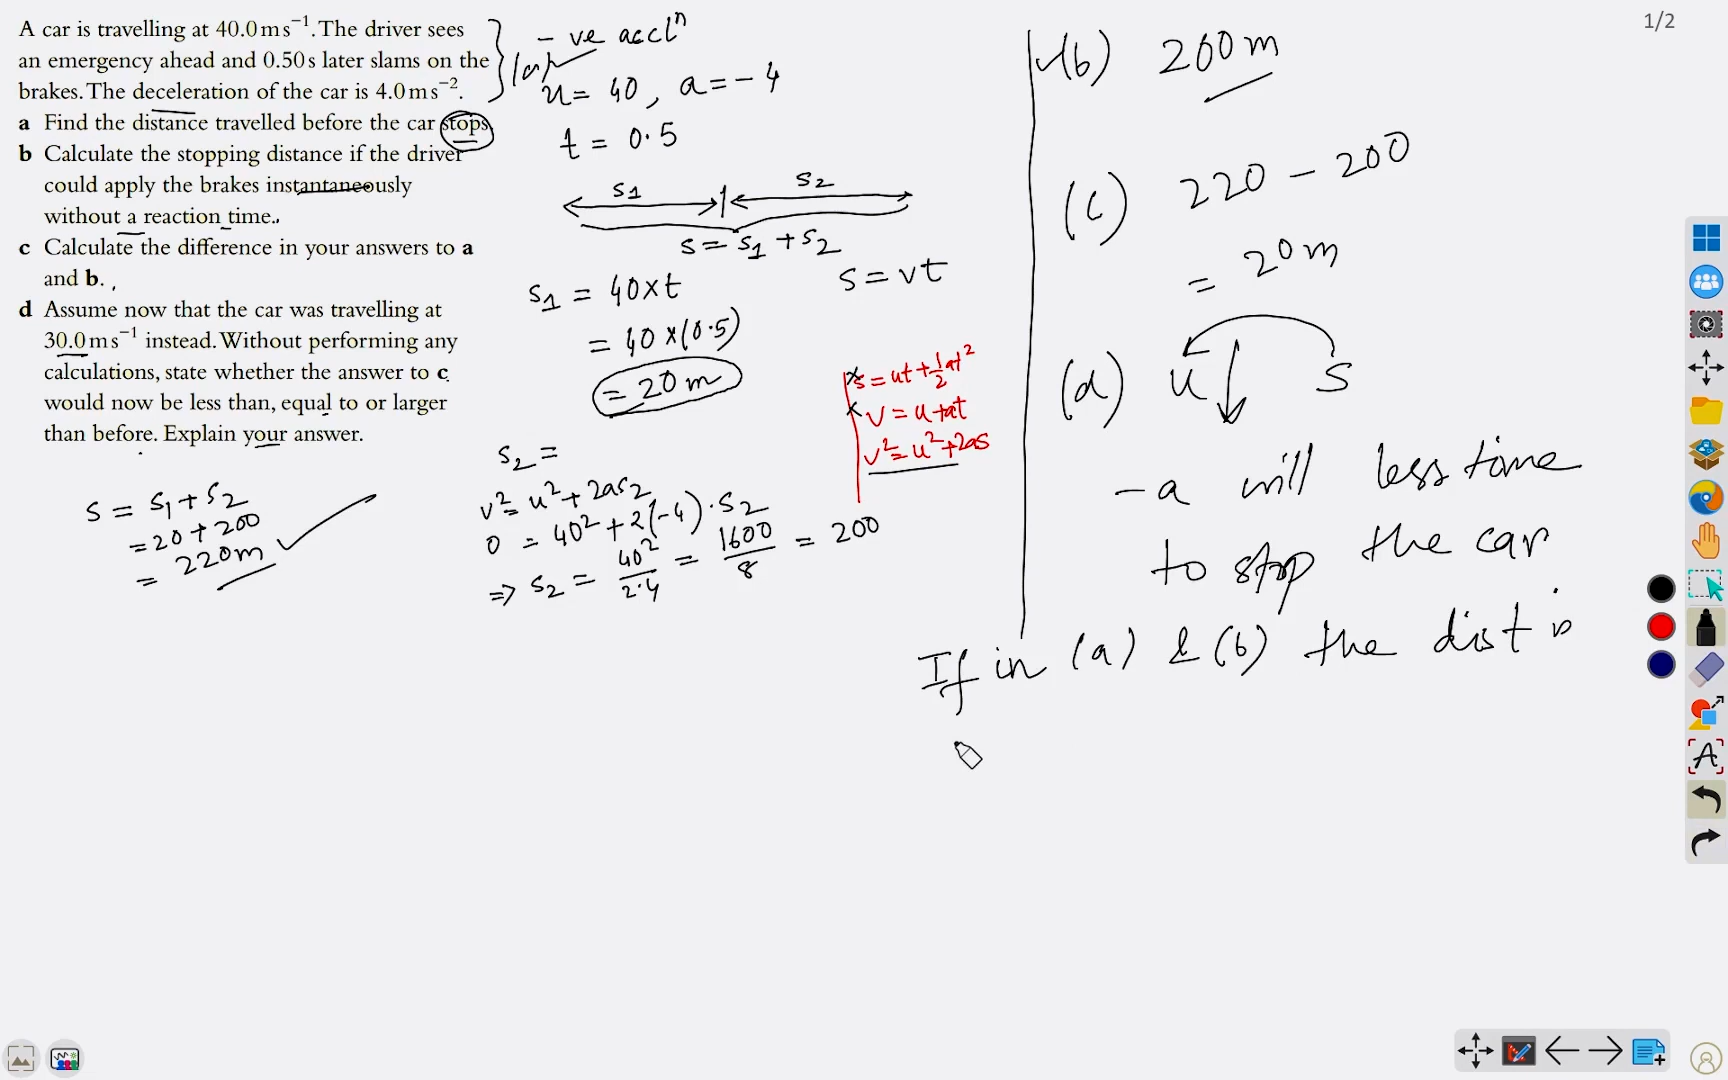 A car is travelling at 40.0 m s⁻¹. The driver sees
an emergency ahead and 0.50 s later slams on the
brakes. The deceleration of the car is 4.0 m s⁻².
a Find the distance travelled before the car stops.
b Calculate the stopping distance if the driver
could apply the brakes instantaneously
without a reaction time.
c Calculate the difference in your answers to a
and b.
d Assume now that the car was travelling at
30.0 m s⁻¹ instead. Without performing any
calculations, state whether the answer to c
would now be less than, equal to or larger
than before. Explain your answer.
S = S₁ + S₂
= 20 + 200
= 220m
(a) - ve acclⁿ
u = 40, a = - 4
t = 0.5
S₁ S₂
S = S₁ + S₂
S₁ = 40 x t S = vt
= 40 x (0.5)
= 20 m
S = ut + ½at²
v = u + at
v² = u² + 2as
S₂ =
v² = u² + 2aS₂
0 = 40² + 2(-4) · S₂
=> S₂ = 40²/2·4 = 1600/8 = 200
(b) 200 m
(c) 220 - 200
= 20 m
(d) u ↓ S
- a will less time
to stop the car
If in (a) & (b) the dist is
1/2
A